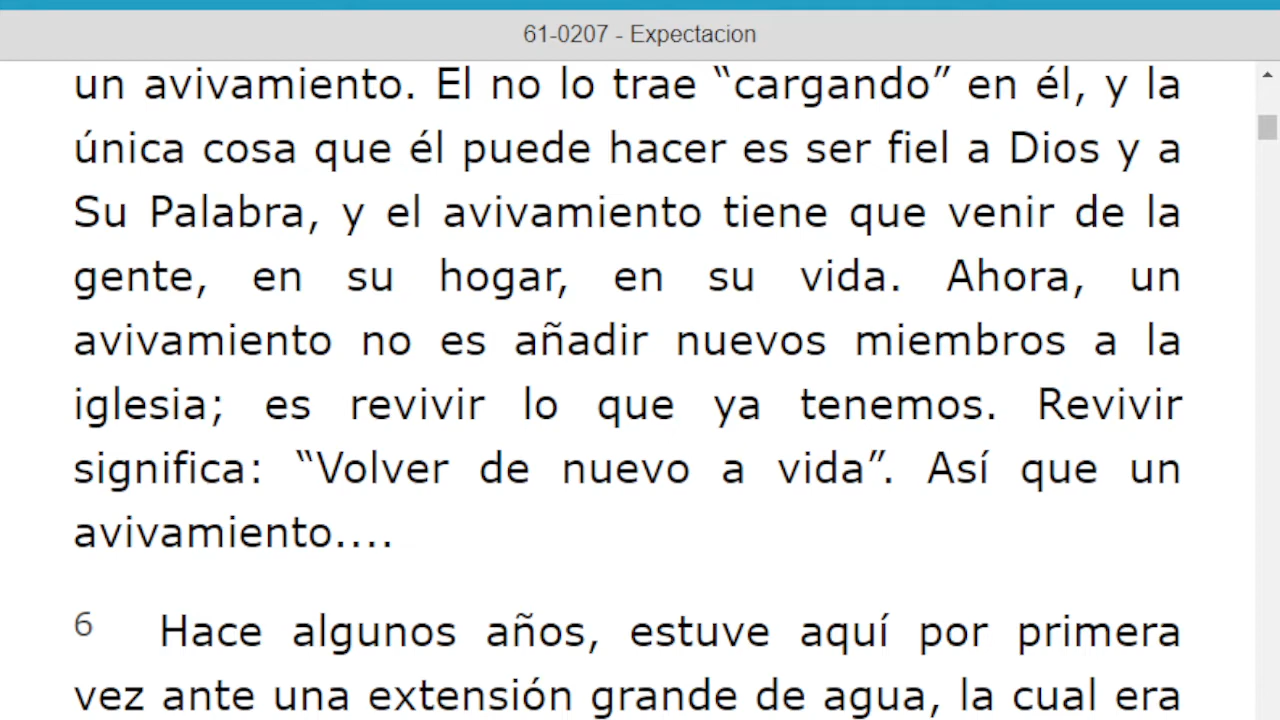 61-0207 - Expectacion
un avivamiento. El no lo trae “cargando” en él, y la
única cosa que él puede hacer es ser fiel a Dios y a
Su Palabra, y el avivamiento tiene que venir de la
gente, en su hogar, en su vida. Ahora, un
avivamiento no es añadir nuevos miembros a la
iglesia; es revivir lo que ya tenemos. Revivir
significa: “Volver de nuevo a vida”. Así que un
avivamiento....
6 Hace algunos años, estuve aquí por primera
vez ante una extensión grande de agua, la cual era